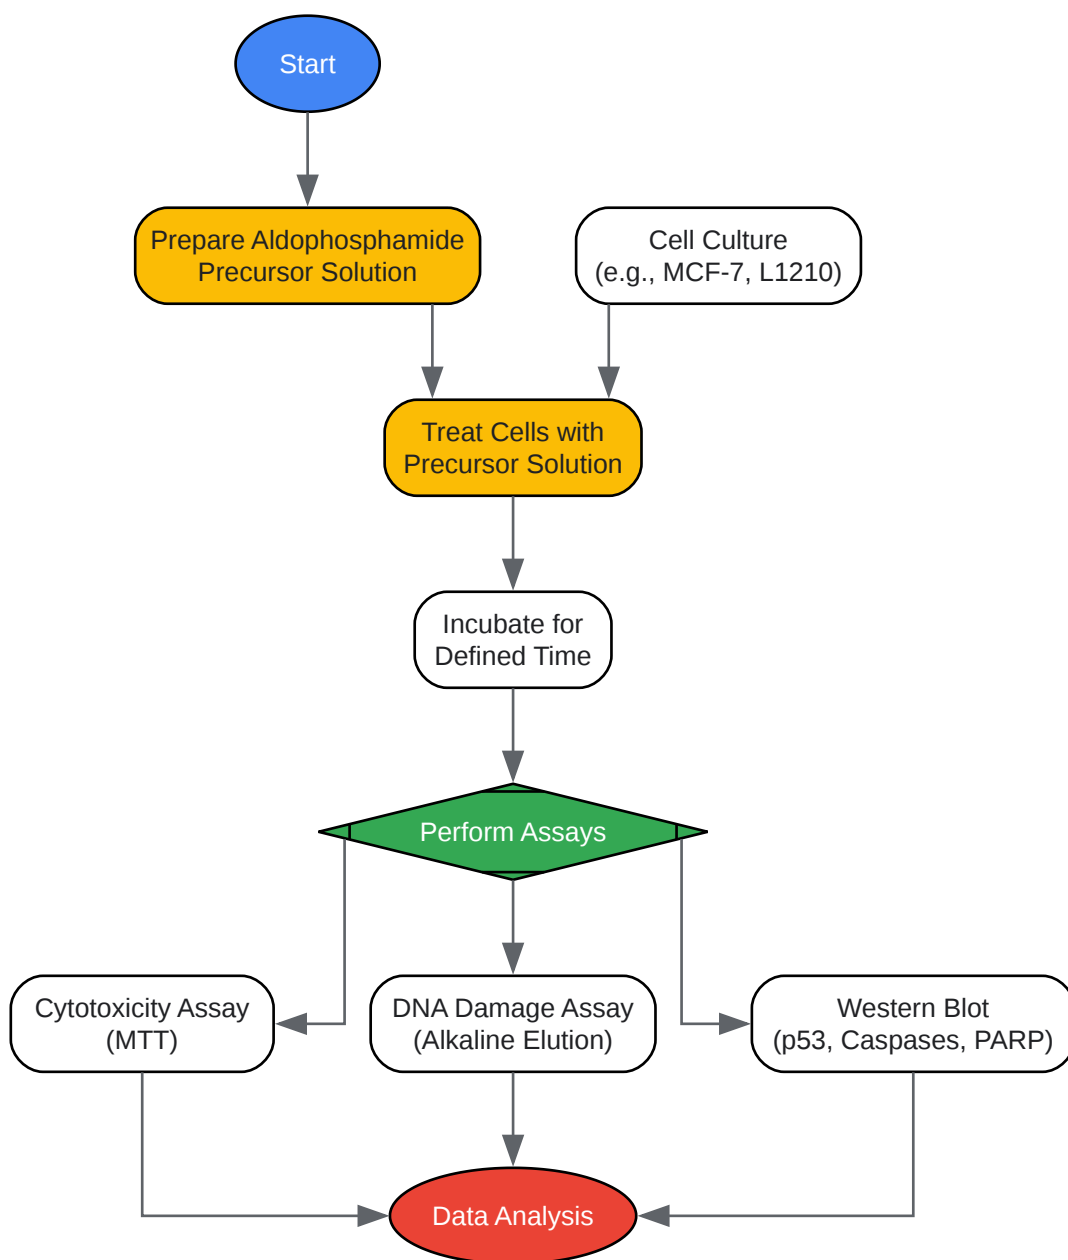 Start
Prepare Aldophosphamide
Precursor Solution
Cell Culture
(e.g., MCF-7, L1210)
Treat Cells with
Precursor Solution
Incubate for
Defined Time
Perform Assays
Cytotoxicity Assay
(MTT)
DNA Damage Assay
(Alkaline Elution)
Western Blot
(p53, Caspases, PARP)
Data Analysis